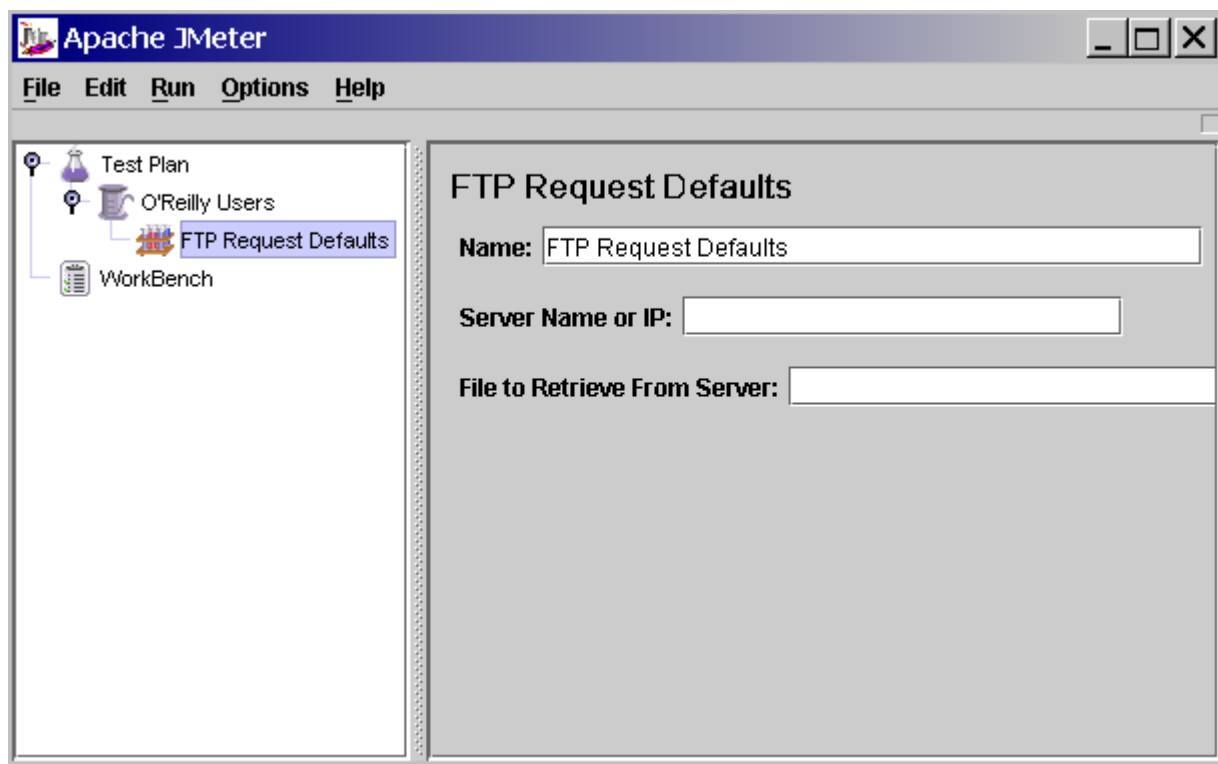 Apache JMeter
File Edit Run Options Help
Test Plan
O'Reilly Users
FTP Request Defaults
WorkBench
FTP Request Defaults
Name: FTP Request Defaults
Server Name or IP:
File to Retrieve From Server: